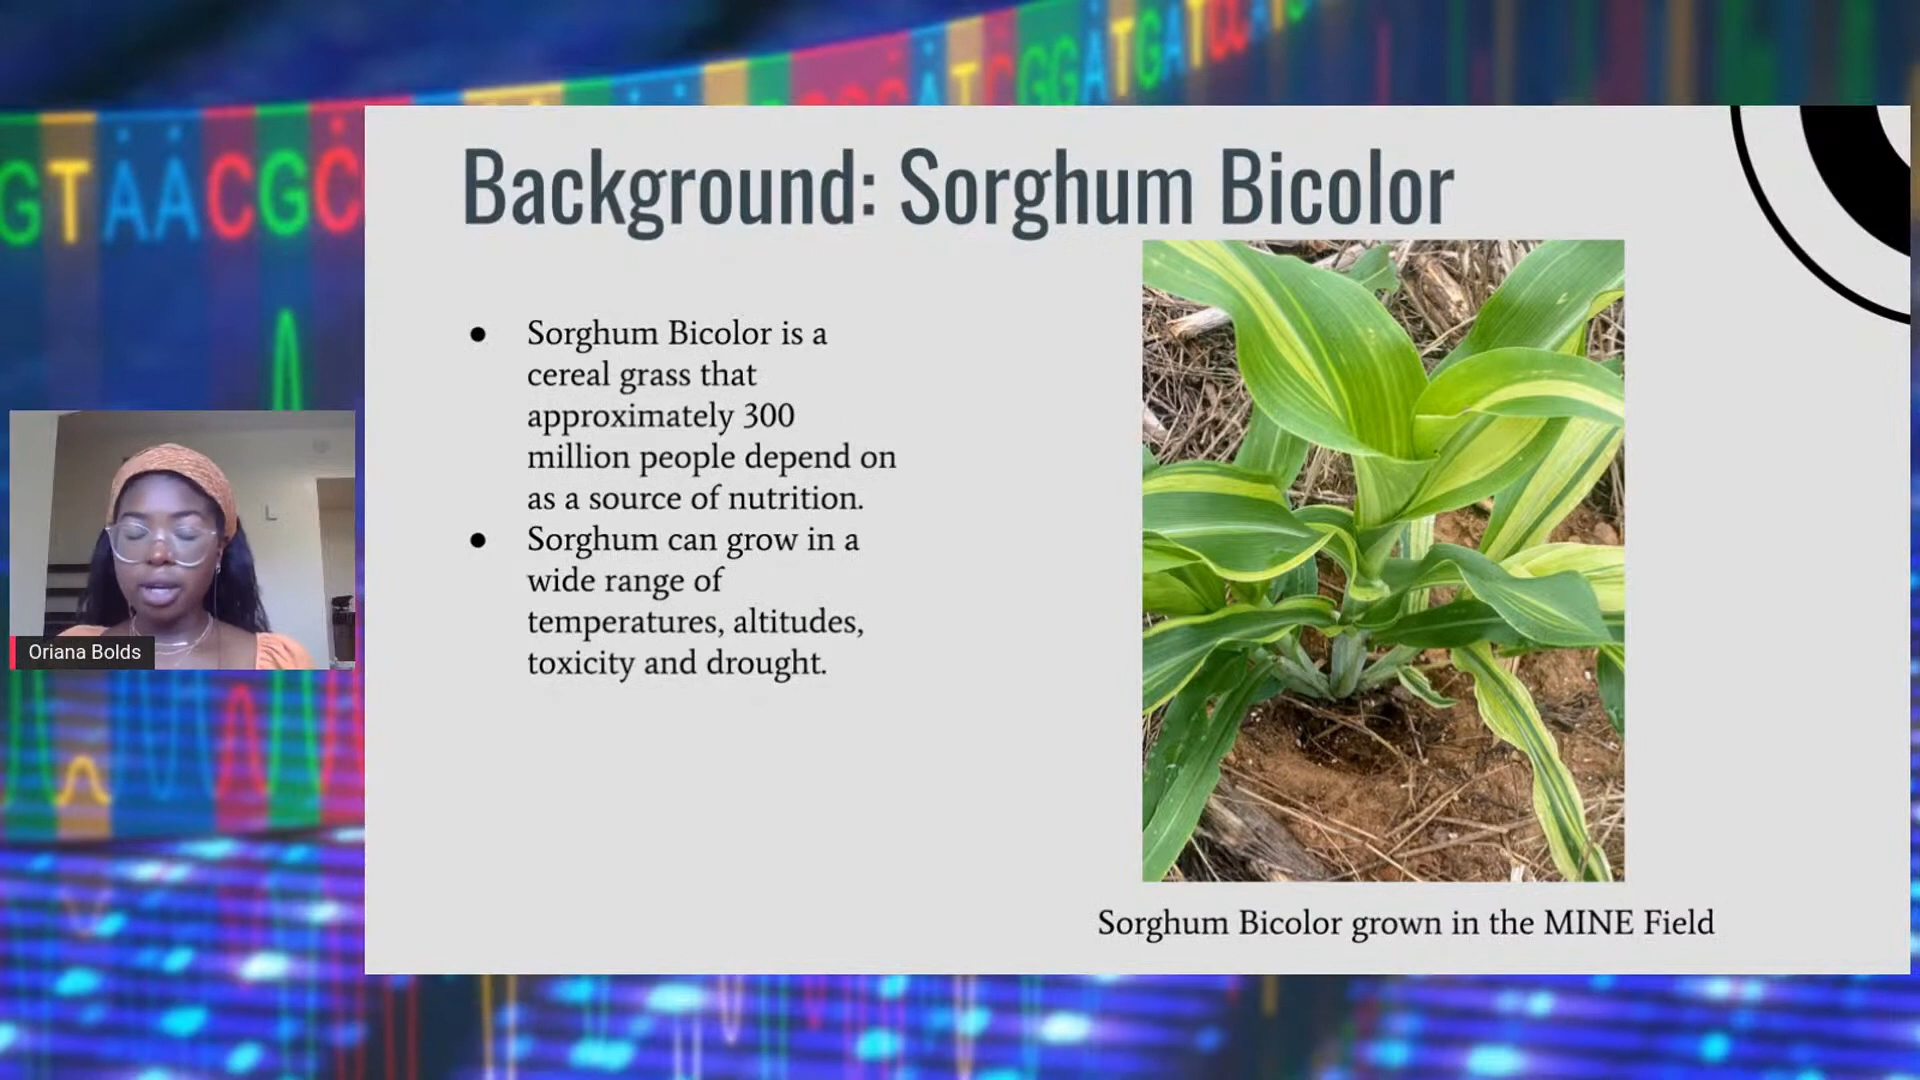 GTAACGC
ATCGGATGAT
Background: Sorghum Bicolor
● Sorghum Bicolor is a
cereal grass that
approximately 300
million people depend on
as a source of nutrition.
● Sorghum can grow in a
wide range of
temperatures, altitudes,
toxicity and drought.
Oriana Bolds
Sorghum Bicolor grown in the MINE Field